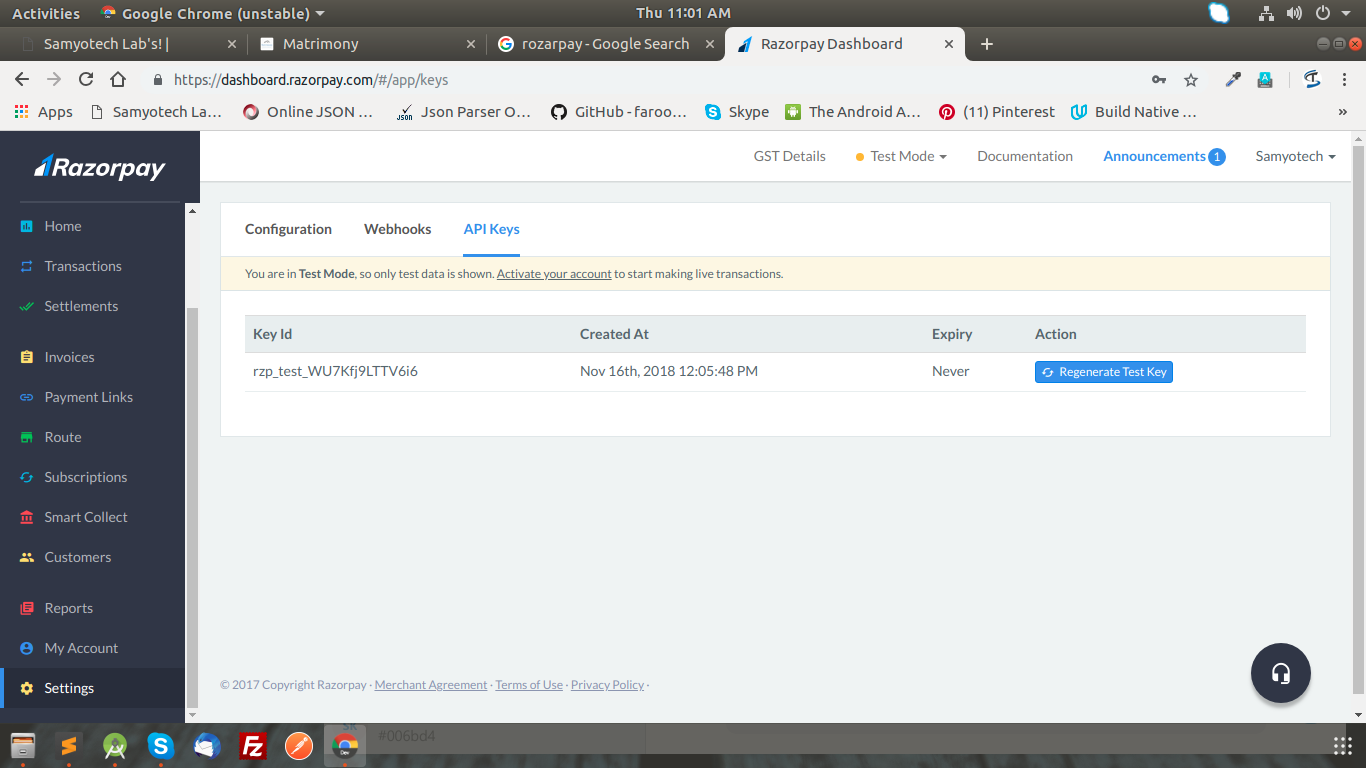 Activities Google Chrome (unstable) Thu 11:01 AM
Samyotech Lab's! | Matrimony rozarpay - Google Search Razorpay Dashboard
https://dashboard.razorpay.com/#/app/keys
Apps Samyotech La... Online JSON ... JSON Json Parser O... GitHub - faroo... Skype The Android A... (11) Pinterest Build Native ... »
Razorpay
GST Details Test Mode Documentation Announcements 1 Samyotech
Home
Transactions
Settlements
Invoices
Payment Links
Route
Subscriptions
Smart Collect
Customers
Reports
My Account
Settings
Configuration Webhooks API Keys
You are in Test Mode, so only test data is shown. Activate your account to start making live transactions.
Key Id Created At Expiry Action
rzp_test_WU7Kfj9LTTV6i6 Nov 16th, 2018 12:05:48 PM Never Regenerate Test Key
© 2017 Copyright Razorpay · Merchant Agreement · Terms of Use · Privacy Policy ·
Fz Dev #006bd4